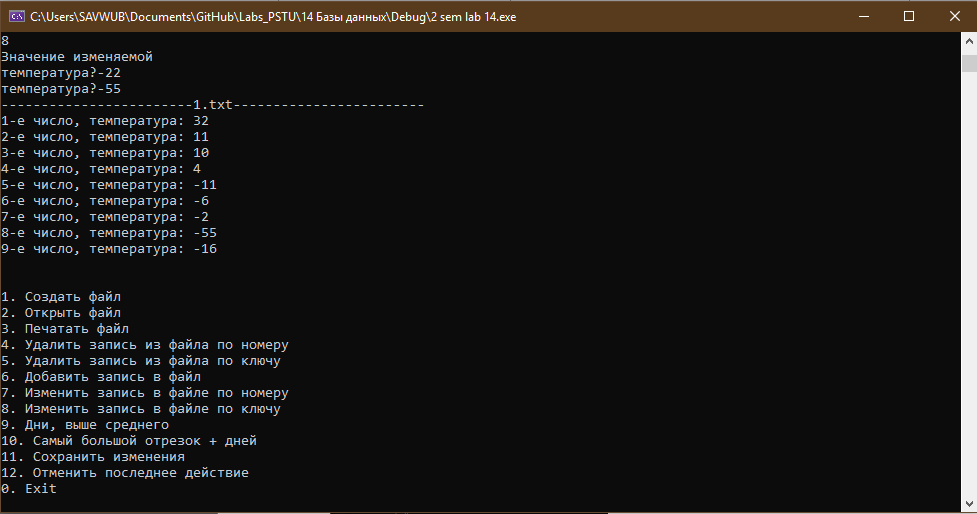 C:\Users\SAVWUB\Documents\GitHub\Labs_PSTU\14 Базы данных\Debug\2 sem lab 14.exe
8
Значение изменяемой
температура?-22
температура?-55
------------------------1.txt------------------------
1-е число, температура: 32
2-е число, температура: 11
3-е число, температура: 10
4-е число, температура: 4
5-е число, температура: -11
6-е число, температура: -6
7-е число, температура: -2
8-е число, температура: -55
9-е число, температура: -16
1. Создать файл
2. Открыть файл
3. Печатать файл
4. Удалить запись из файла по номеру
5. Удалить запись из файла по ключу
6. Добавить запись в файл
7. Изменить запись в файле по номеру
8. Изменить запись в файле по ключу
9. Дни, выше среднего
10. Самый большой отрезок + дней
11. Сохранить изменения
12. Отменить последнее действие
0. Exit